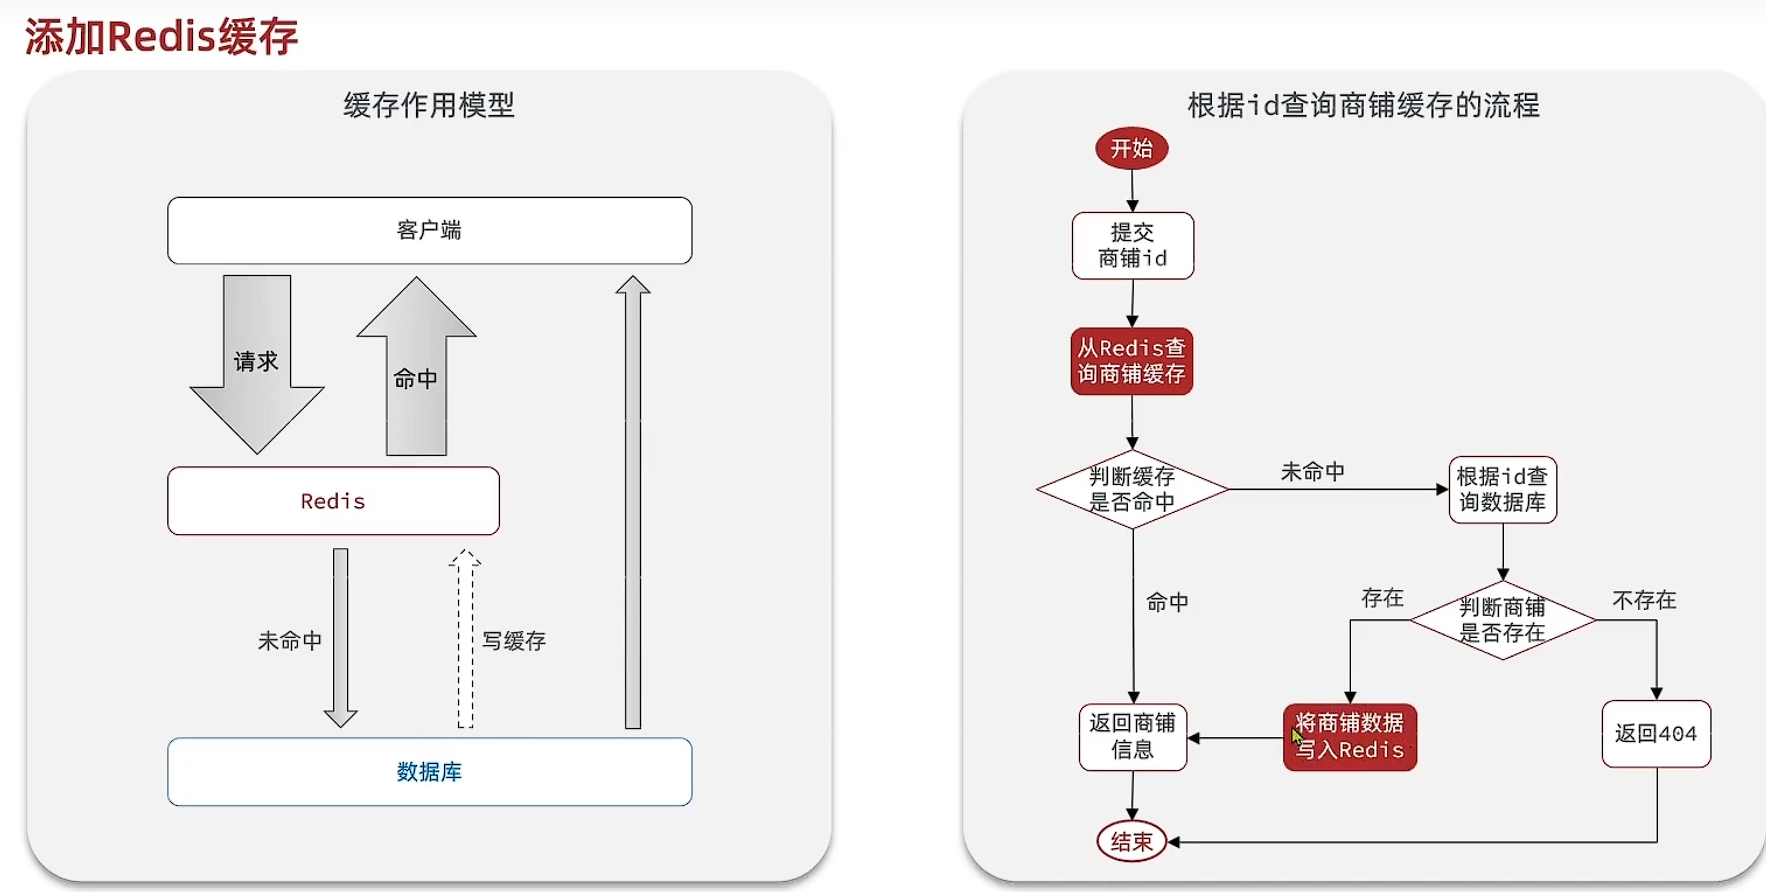 添加Redis缓存
缓存作用模型
客户端
请求
命中
Redis
未命中
写缓存
数据库
根据id查询商铺缓存的流程
开始
提交
商铺id
从Redis查
询商铺缓存
判断缓存
是否命中
未命中
根据id查
询数据库
命中
存在
判断商铺
是否存在
不存在
返回商铺
信息
将商铺数据
写入Redis
返回404
结束